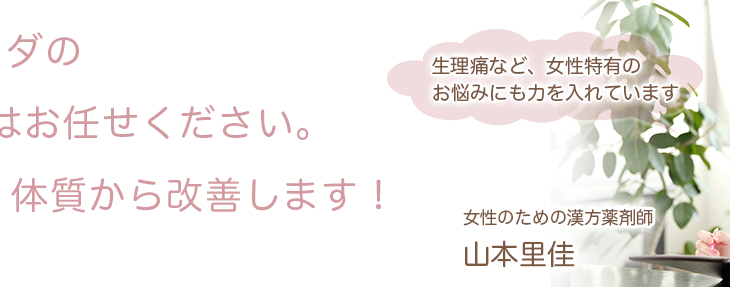 ダの
はお任せください。
体質から改善します！
生理痛など、女性特有の
お悩みにも力を入れています
女性のための漢方薬剤師
山本里佳